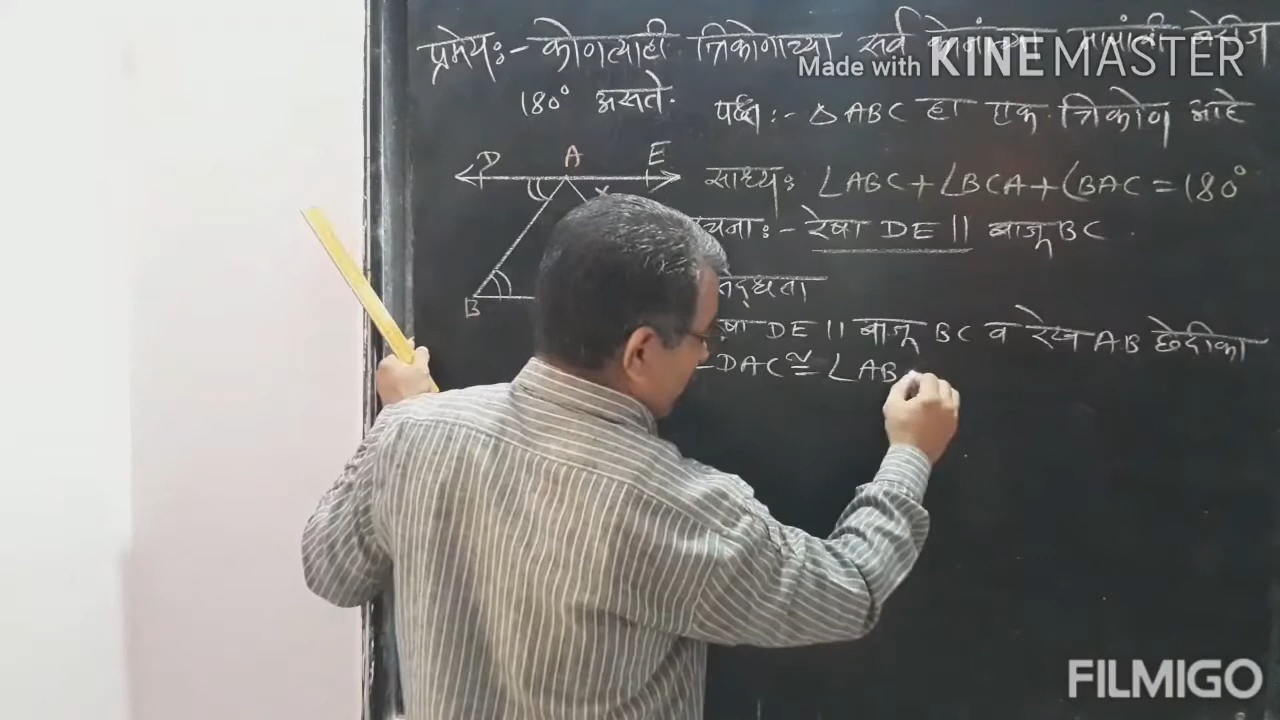 प्रमेय:- कोणत्याही त्रिकोणाच्या सर्व कोनांच्या मापांची बेरीज
Made with KINEMASTER
180° असते.
पक्ष:- △ABC हा एक त्रिकोण आहे
D A E
साध्य: ∠ABC+∠BCA+∠BAC=180°
रचना:- रेषा DE || बाजू BC.
B
सिद्धता
रेषा DE || बाजू BC व रेख AB छेदीका
DAC≅∠AB
FILMIGO